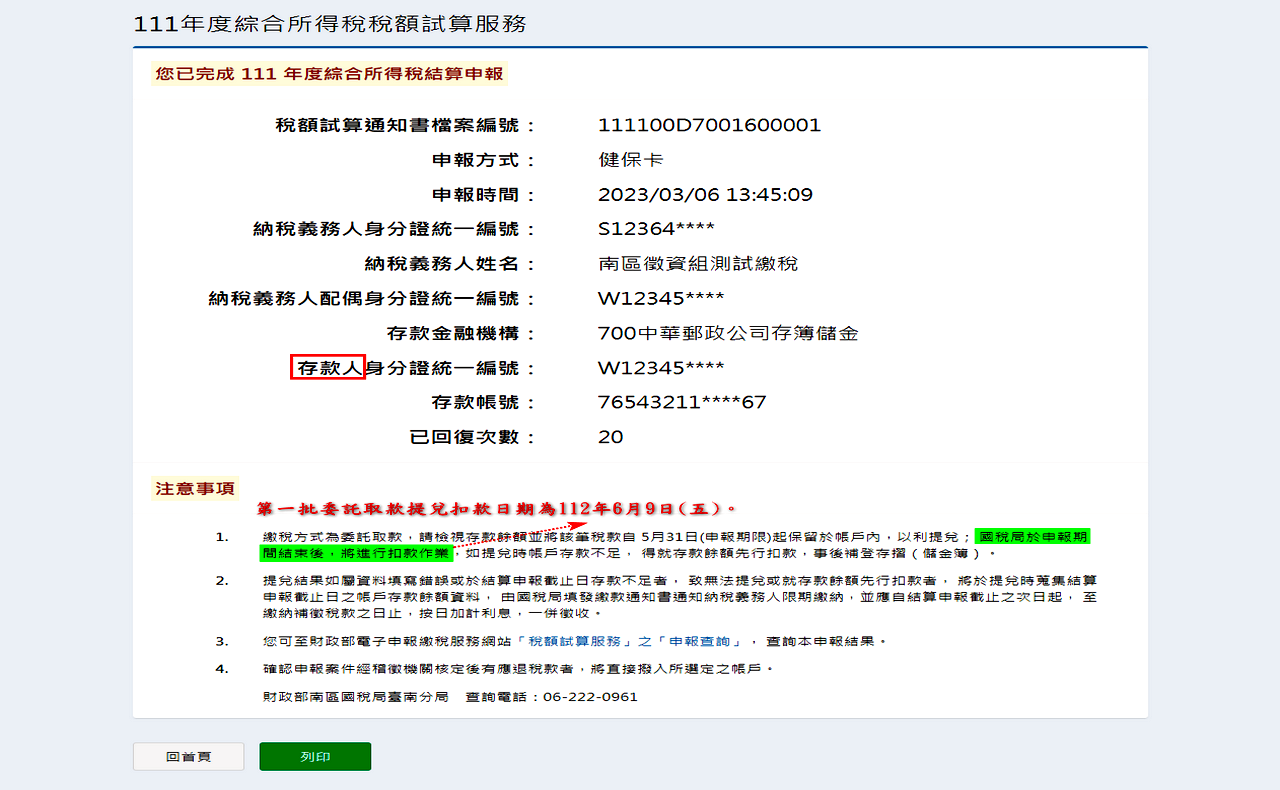 111年度綜合所得稅稅額試算服務
您已完成 111 年度綜合所得稅結算申報
稅額試算通知書檔案編號： 111100D7001600001
申報方式： 健保卡
申報時間： 2023/03/06 13:45:09
納稅義務人身分證統一編號： S12364****
納稅義務人姓名： 南區徵資組測試繳稅
納稅義務人配偶身分證統一編號： W12345****
存款金融機構： 700中華郵政公司存簿儲金
存款人身分證統一編號： W12345****
存款帳號： 76543211****67
已回復次數： 20
注意事項
第一批委託取款提兌扣款日期為112年6月9日(五)。
1. 繳稅方式為委託取款，請檢視存款餘額並將該筆稅款自 5月31日(申報期限)起保留於帳戶內，以利提兌；國稅局於申報期
間結束後，將進行扣款作業，如提兌時帳戶存款不足， 得就存款餘額先行扣款，事後補登存摺（儲金簿）。
2. 提兌結果如屬資料填寫錯誤或於結算申報截止日存款不足者， 致無法提兌或就存款餘額先行扣款者， 將於提兌時蒐集結算
申報截止日之帳戶存款餘額資料， 由國稅局填發繳款通知書通知納稅義務人限期繳納，並應自結算申報截止之次日起， 至
繳納補徵稅款之日止，按日加計利息，一併徵收。
3. 您可至財政部電子申報繳稅服務網站「稅額試算服務」之「申報查詢」， 查詢本申報結果。
4. 確認申報案件經稽徵機關核定後有應退稅款者，將直接撥入所選定之帳戶。
財政部南區國稅局臺南分局 查詢電話：06-222-0961
回首頁 列印